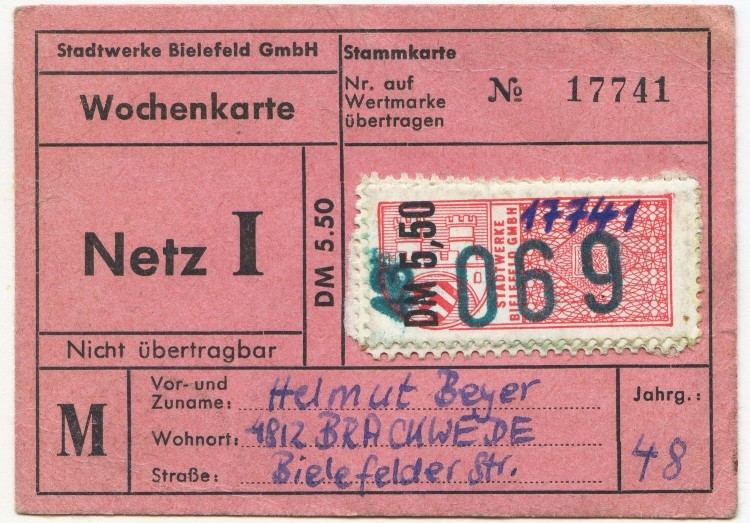 Stadtwerke Bielefeld GmbH
Wochenkarte
Stammkarte
Nr. auf
Wertmarke
übertragen
№ 17741
Netz I
DM 5.50
Nicht übertragbar
DM 5,50
STADTWERKE
BIELEFELD GMBH
17741
069
M
Vor- und
Zuname: Helmut Beyer
Wohnort: 4812 BRACKWEDE
Straße: Bielefelder Str.
Jahrg.:
48